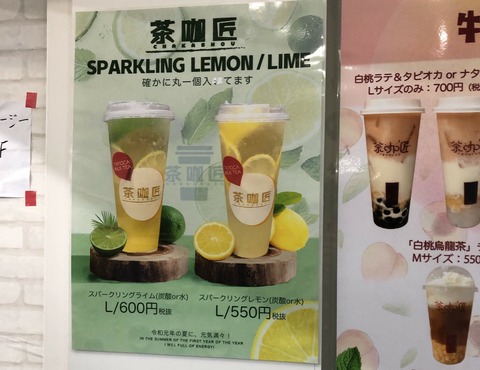 茶咖匠
CHAKASHOU
SPARKLING LEMON/LIME
確かに丸一個入ってます
茶咖匠
茶咖匠
茶咖匠
スパークリングライム(炭酸or水)
L/600円税抜
スパークリングレモン(炭酸or水)
L/550円税抜
令和元年の夏に、元気満々!
IN THE SUMMER OF THE FIRST YEAR OF THE YEAR
I WILL FULL OF ENERGY!
白桃ラテ&タピオカ or ナタ
Lサイズのみ:700円
茶咖匠
「白桃烏龍茶」
Mサイズ:550